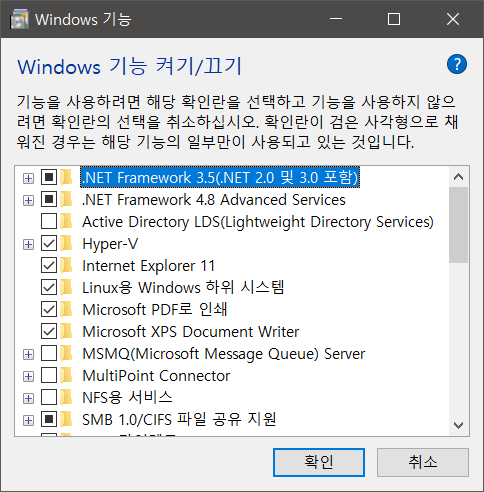 Windows 기능
Windows 기능 켜기/끄기
기능을 사용하려면 해당 확인란을 선택하고 기능을 사용하지 않으
려면 확인란의 선택을 취소하십시오. 확인란이 검은 사각형으로 채
워진 경우는 해당 기능의 일부만이 사용되고 있는 것입니다.
.NET Framework 3.5(.NET 2.0 및 3.0 포함)
.NET Framework 4.8 Advanced Services
Active Directory LDS(Lightweight Directory Services)
Hyper-V
Internet Explorer 11
Linux용 Windows 하위 시스템
Microsoft PDF로 인쇄
Microsoft XPS Document Writer
MSMQ(Microsoft Message Queue) Server
MultiPoint Connector
NFS용 서비스
SMB 1.0/CIFS 파일 공유 지원
확인
취소